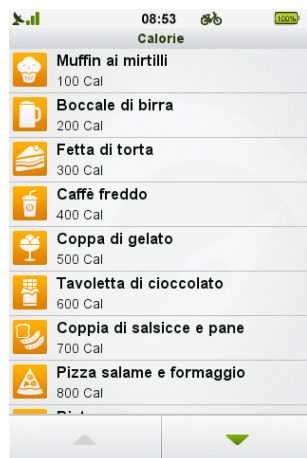 08:53
100%
Calorie
Muffin ai mirtilli
100 Cal
Boccale di birra
200 Cal
Fetta di torta
300 Cal
Caffè freddo
400 Cal
Coppa di gelato
500 Cal
Tavoletta di cioccolato
600 Cal
Coppia di salsicce e pane
700 Cal
Pizza salame e formaggio
800 Cal